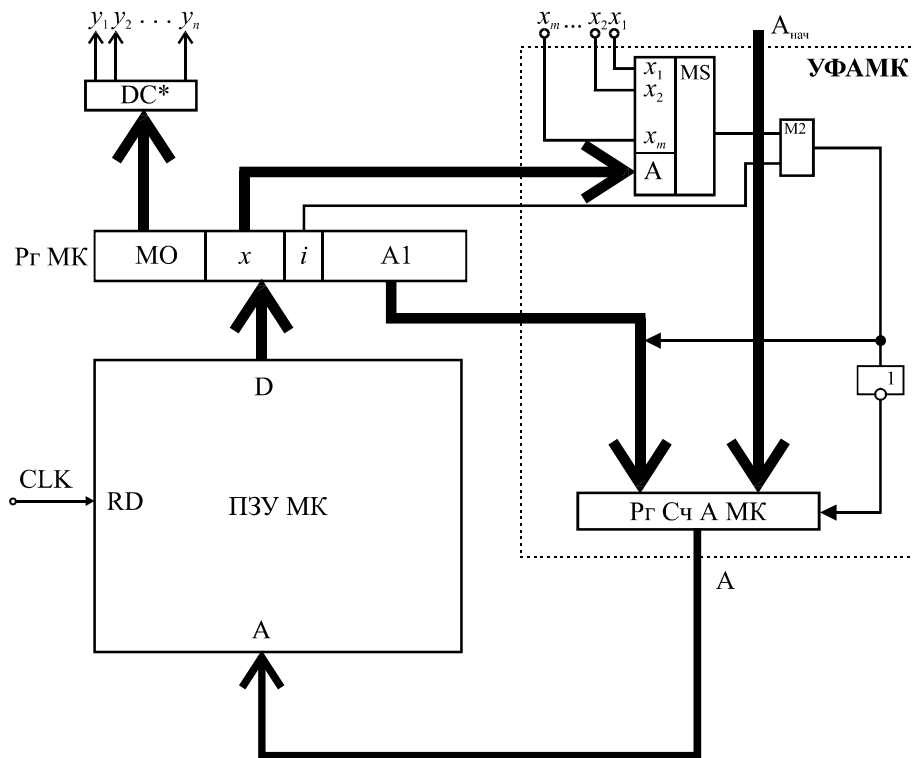 y1 y2 . . . yn
xm ... x2 x1
Aнач
УФАМК
DC*
x1
MS
x2
xm
A
M2
Рг МК
МО
x
i
A1
1
D
CLK
RD
ПЗУ МК
Рг Сч А МК
A
A